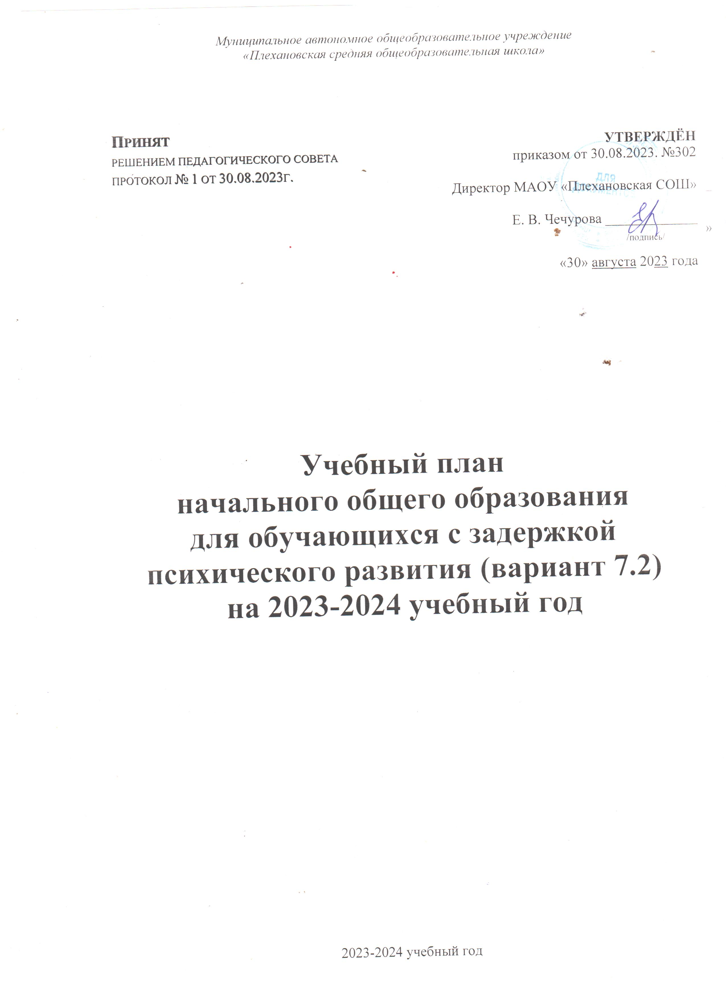 Муниципальное автономное общеобразовательное учреждение
«Плехановская средняя общеобразовательная школа»
Принят
РЕШЕНИЕМ ПЕДАГОГИЧЕСКОГО СОВЕТА
ПРОТОКОЛ № 1 ОТ 30.08.2023г.
УТВЕРЖДЁН
приказом от 30.08.2023. №302
ДЛЯ
ДОКУМЕНТОВ
Директор МАОУ «Плехановская СОШ»
Е. В. Чечурова ______________
»
/подпись/
«30» августа 2023 года
Учебный план
начального общего образования
для обучающихся с задержкой
психического развития (вариант 7.2)
на 2023-2024 учебный год
2023-2024 учебный год